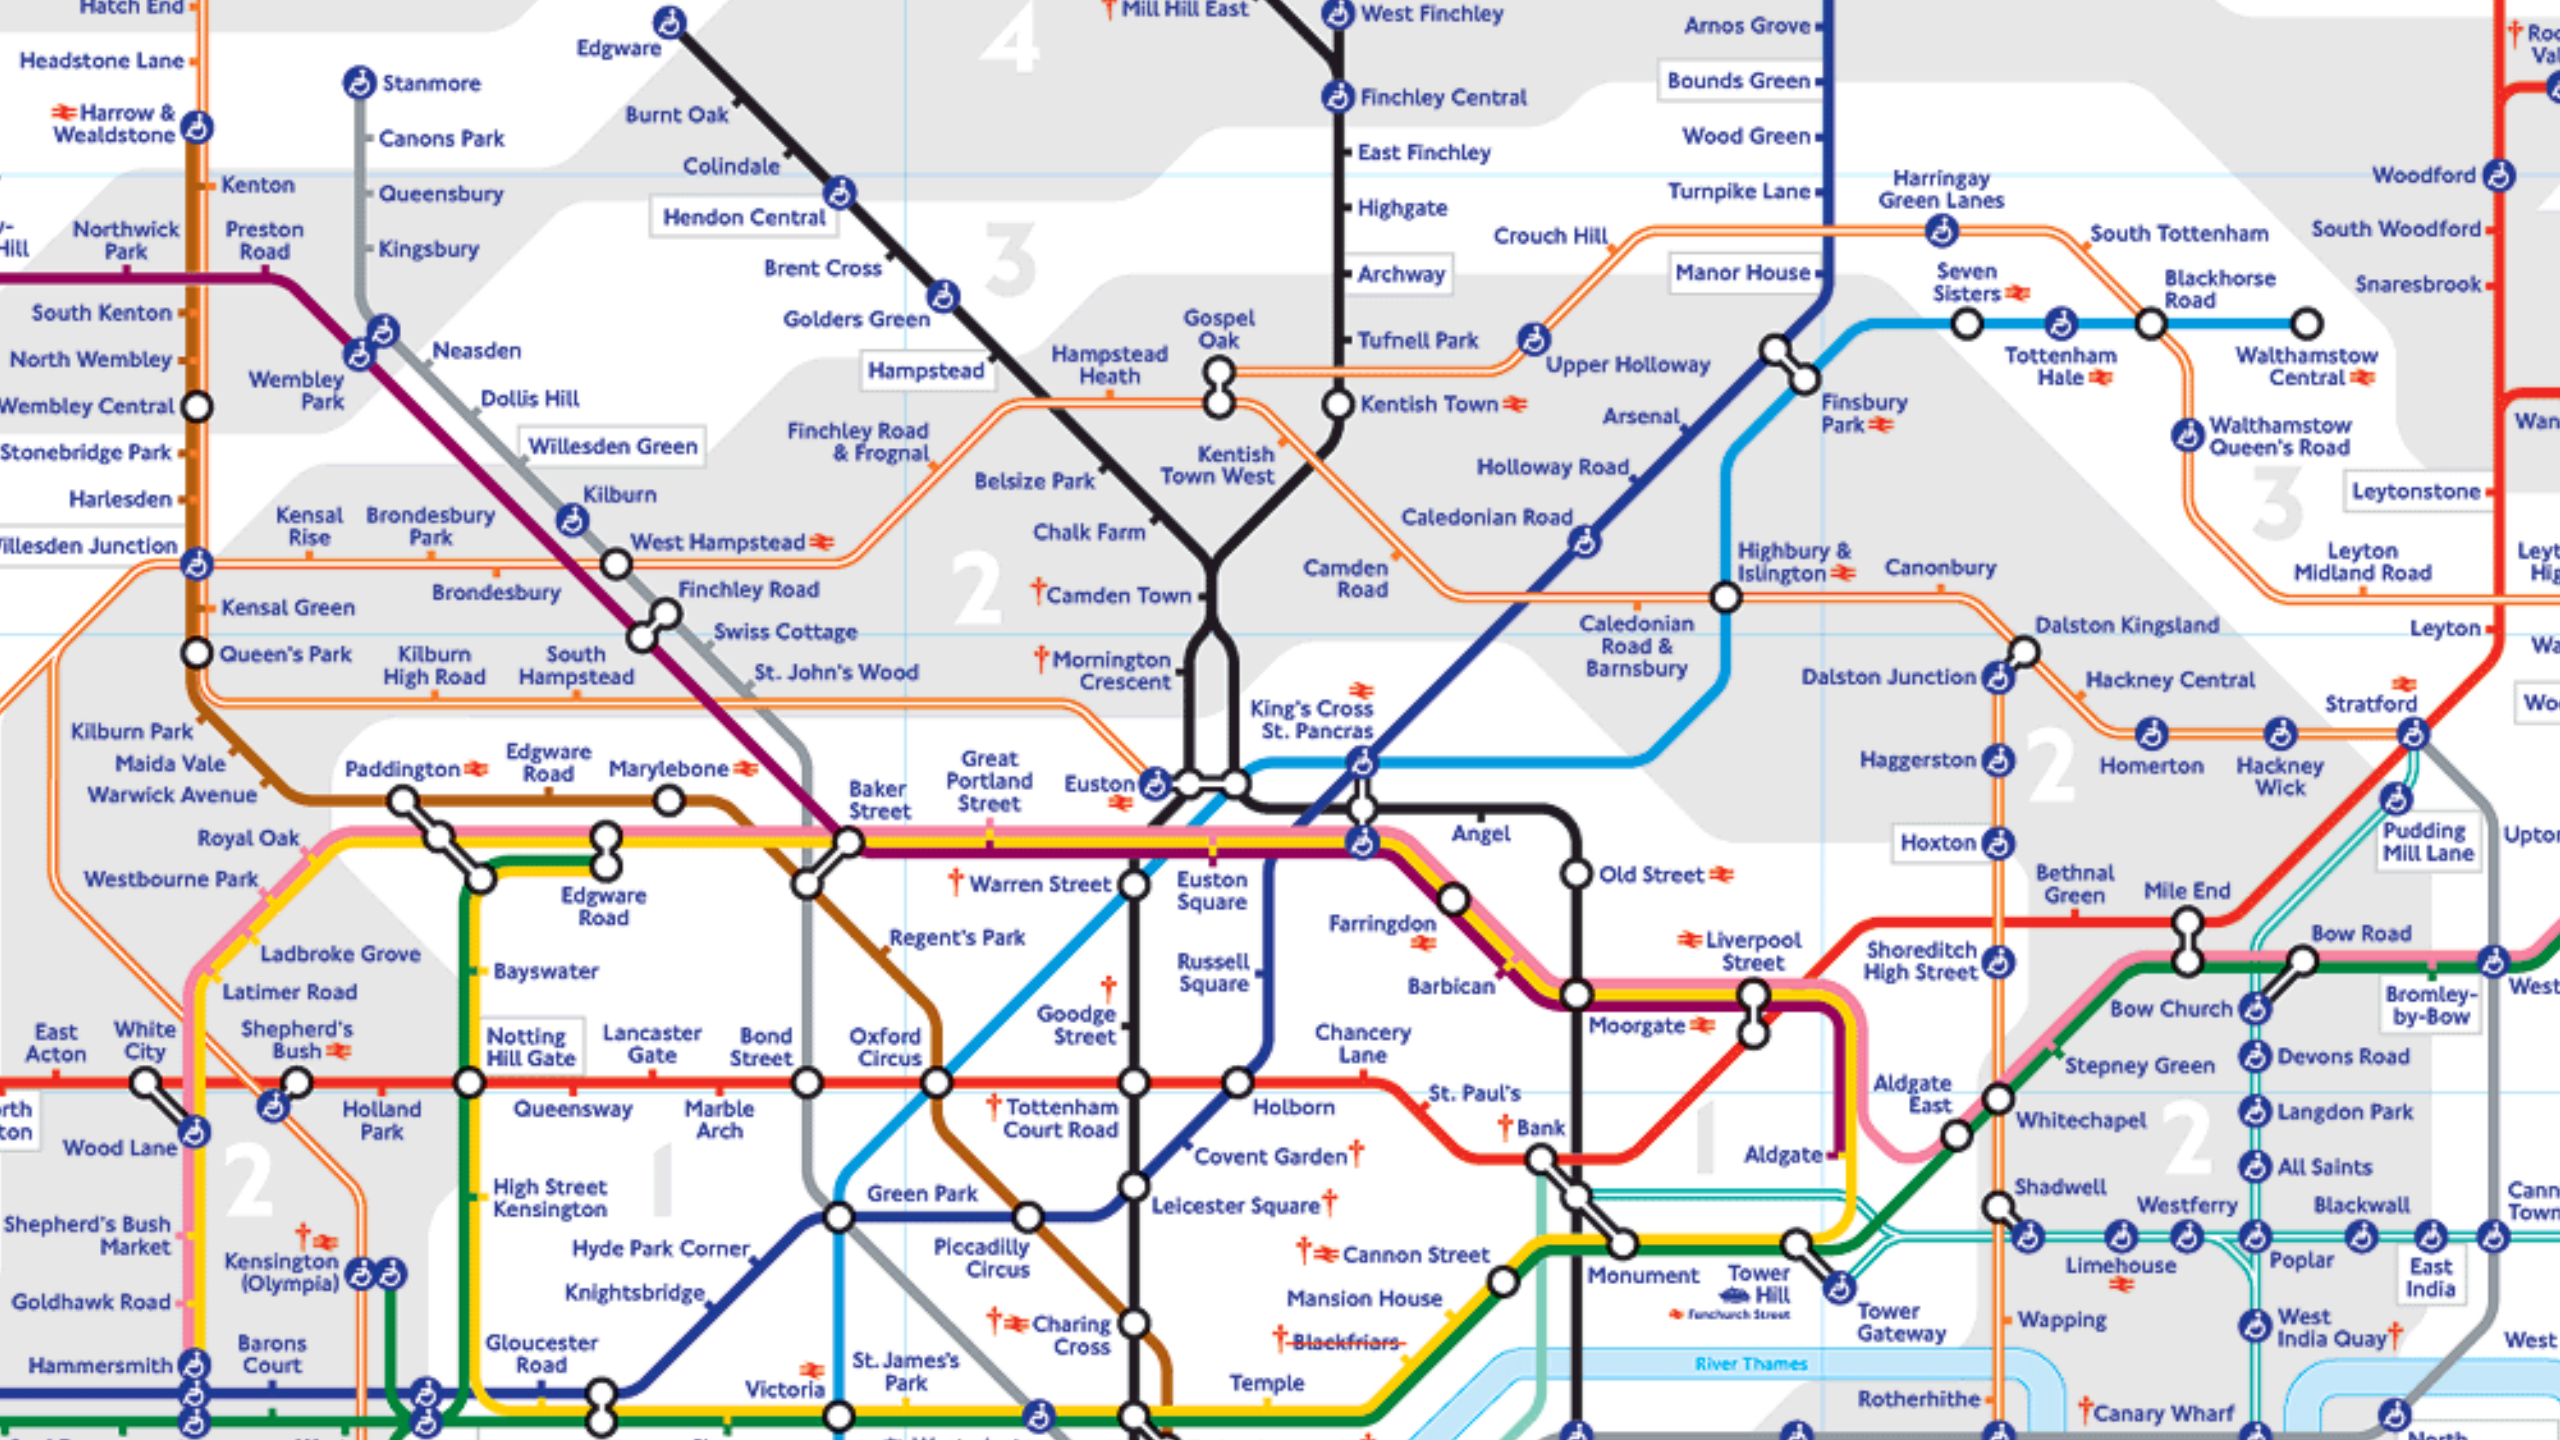 Hatch End
Headstone Lane
Harrow &
Wealdstone
Kenton
Northwick
Park
Preston
Road
Hill
South Kenton
North Wembley
Wembley Central
Stonebridge Park
Harlesden
Willesden Junction
Kensal Green
Queen's Park
Stanmore
Canons Park
Queensbury
Kingsbury
Wembley
Park
Neasden
Dollis Hill
Willesden Green
Kilburn
West Hampstead
Finchley Road
Swiss Cottage
St. John's Wood
Kensal
Rise
Brondesbury
Park
Brondesbury
Kilburn
High Road
South
Hampstead
Edgware
Burnt Oak
Colindale
Hendon Central
Brent Cross
Golders Green
Hampstead
Belsize Park
Chalk Farm
†Camden Town
†Mornington
Crescent
4
3
2
†Mill Hill East
West Finchley
Finchley Central
East Finchley
Highgate
Archway
Tufnell Park
Kentish Town
Gospel
Oak
Hampstead
Heath
Finchley Road
& Frognal
Kentish
Town West
Camden
Road
Crouch Hill
Upper Holloway
Arnos Grove
Bounds Green
Wood Green
Turnpike Lane
Manor House
Arsenal
Holloway Road
Caledonian Road
Finsbury
Park
Harringay
Green Lanes
South Tottenham
Seven
Sisters
Blackhorse
Road
Tottenham
Hale
Walthamstow
Central
Walthamstow
Queen's Road
3
Leyton
Midland Road
Highbury &
Islington
Canonbury
Caledonian
Road &
Barnsbury
Dalston Kingsland
Dalston Junction
Hackney Central
Homerton
Hackney
Wick
Stratford
Woodford
South Woodford
Snaresbrook
Leytonstone
Leyton
Pudding
Mill Lane
Haggerston
Hoxton
Shoreditch
High Street
2
Kilburn Park
Maida Vale
Warwick Avenue
Paddington
Edgware
Road
Marylebone
Baker
Street
Great
Portland
Street
Euston
King's Cross
St. Pancras
Angel
Old Street
Royal Oak
Westbourne Park
Ladbroke Grove
Latimer Road
Edgware
Road
Bayswater
Regent's Park
†Warren Street
Euston
Square
Russell
Square
Farringdon
Barbican
Moorgate
Liverpool
Street
Bethnal
Green
Mile End
Bow Road
Bow Church
Bromley-
by-Bow
Devons Road
Stepney Green
Langdon Park
All Saints
East
Acton
White
City
Shepherd's
Bush
Wood Lane
Holland
Park
Notting
Hill Gate
Queensway
Lancaster
Gate
Marble
Arch
Bond
Street
Oxford
Circus
†
Goodge
Street
†Tottenham
Court Road
Holborn
Chancery
Lane
St. Paul's
†Bank
Aldgate
Aldgate
East
Whitechapel
2
1
1
2
High Street
Kensington
Green Park
Covent Garden†
Leicester Square†
Hyde Park Corner
Knightsbridge
Piccadilly
Circus
†Charing
Cross
Shepherd's Bush
Market
Goldhawk Road
Hammersmith
Barons
Court
†
Kensington
(Olympia)
Gloucester
Road
Victoria
St. James's
Park
Temple
†Blackfriars
Mansion House
†Cannon Street
Monument
Tower
Hill
Fenchurch Street
Tower
Gateway
Shadwell
Limehouse
Westferry
Poplar
Blackwall
East
India
West
India Quay†
†Canary Wharf
Wapping
Rotherhithe
River Thames